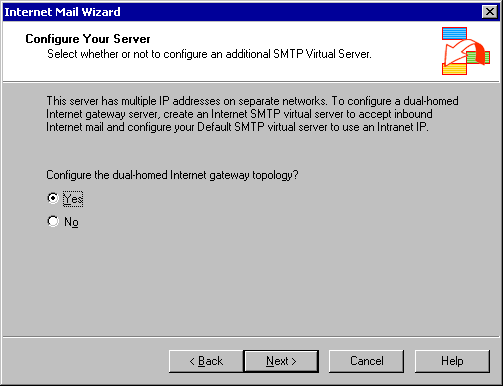 Internet Mail Wizard
Configure Your Server
Select whether or not to configure an additional SMTP Virtual Server.
This server has multiple IP addresses on separate networks. To configure a dual-homed
Internet gateway server, create an Internet SMTP virtual server to accept inbound
Internet mail and configure your Default SMTP virtual server to use an Intranet IP.
Configure the dual-homed Internet gateway topology?
Yes
No
< Back
Next >
Cancel
Help